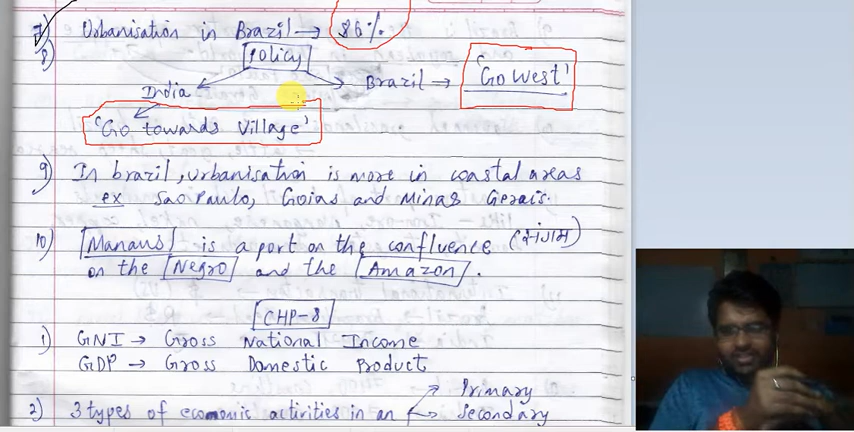 7) Urbanisation in Brazil → 86%.
8) Policy
India
Brazil → 'Go West'
'Go towards Village'
9) In brazil, urbanisation is more in coastal areas
ex Sao Paulo, Goias and Minas Gerais.
10) Manaus is a port on the confluence (संगम)
on the Negro and the Amazon.
CHP-8
1) GNI → Gross National Income
GDP → Gross Domestic Product
Primary
2) 3 types of economic activities in an → Secondary